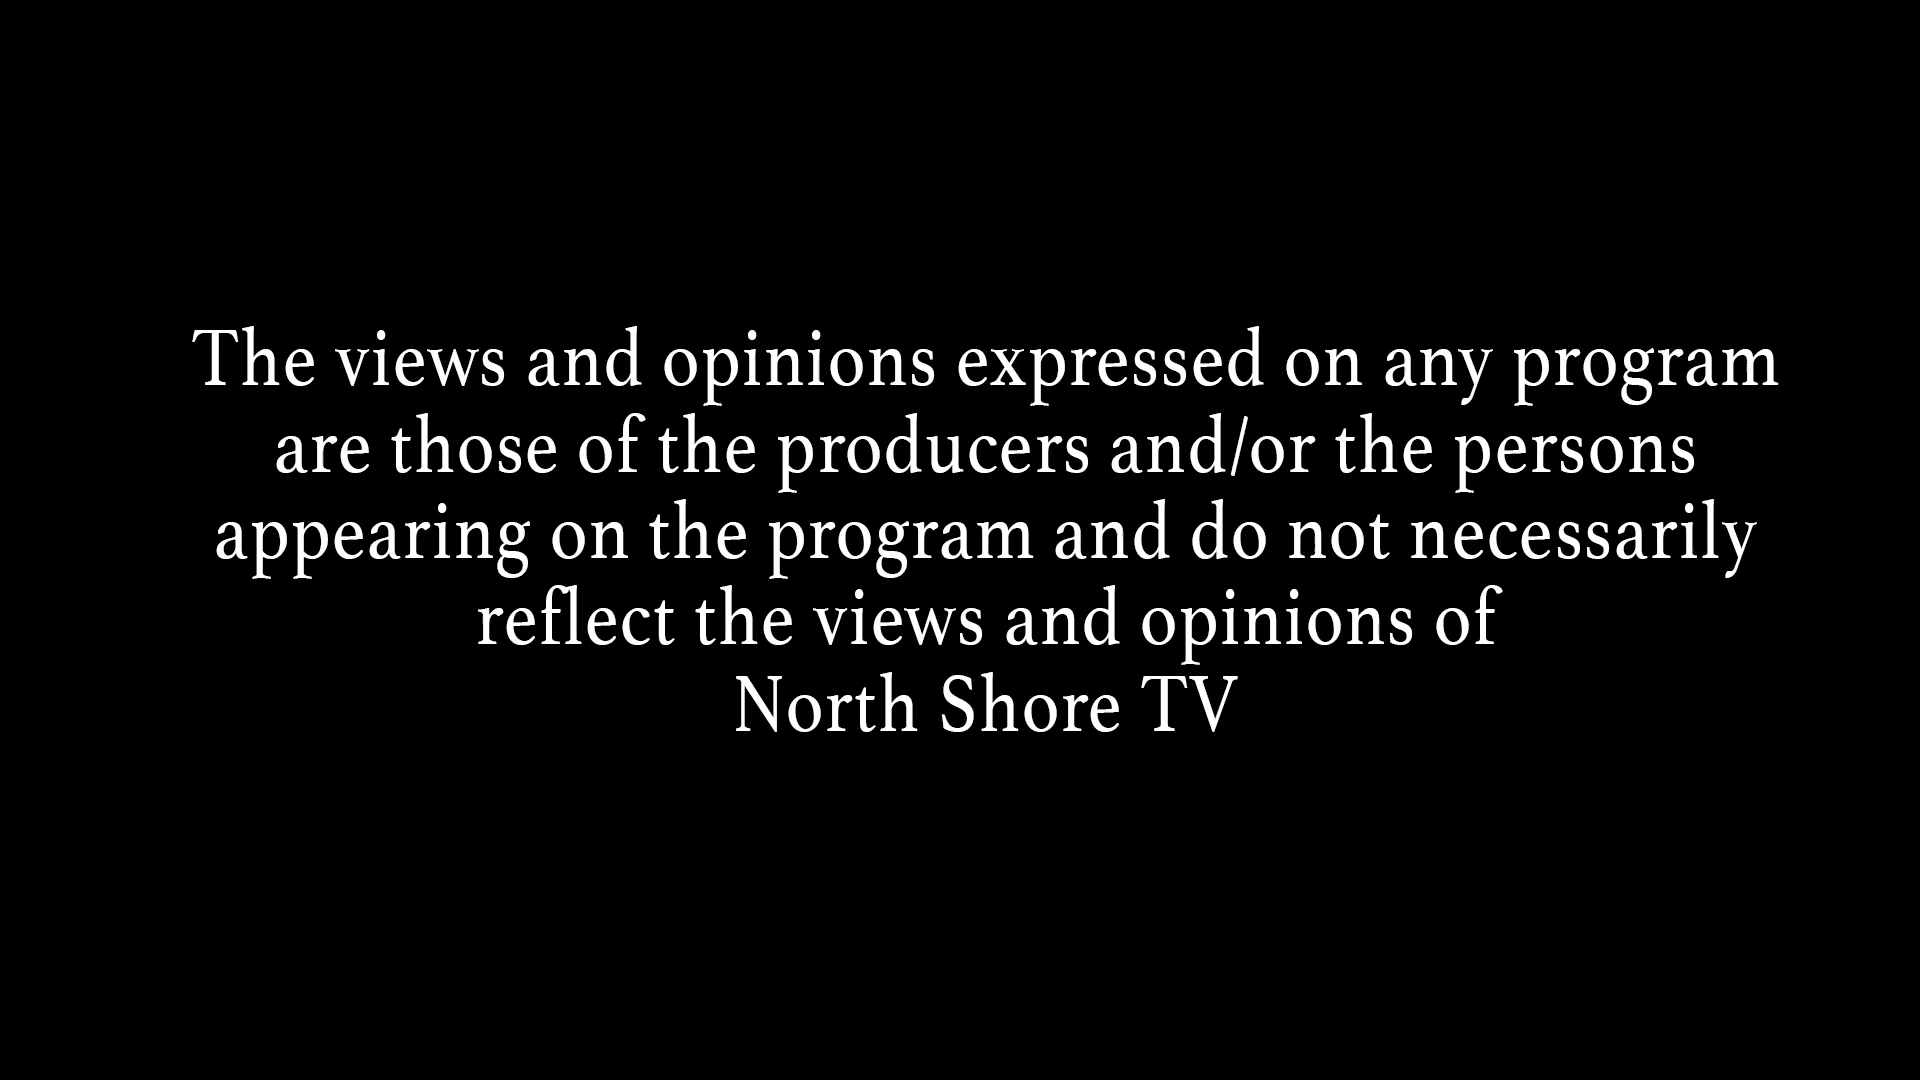 The views and opinions expressed on any program
are those of the producers and/or the persons
appearing on the program and do not necessarily
reflect the views and opinions of
North Shore TV